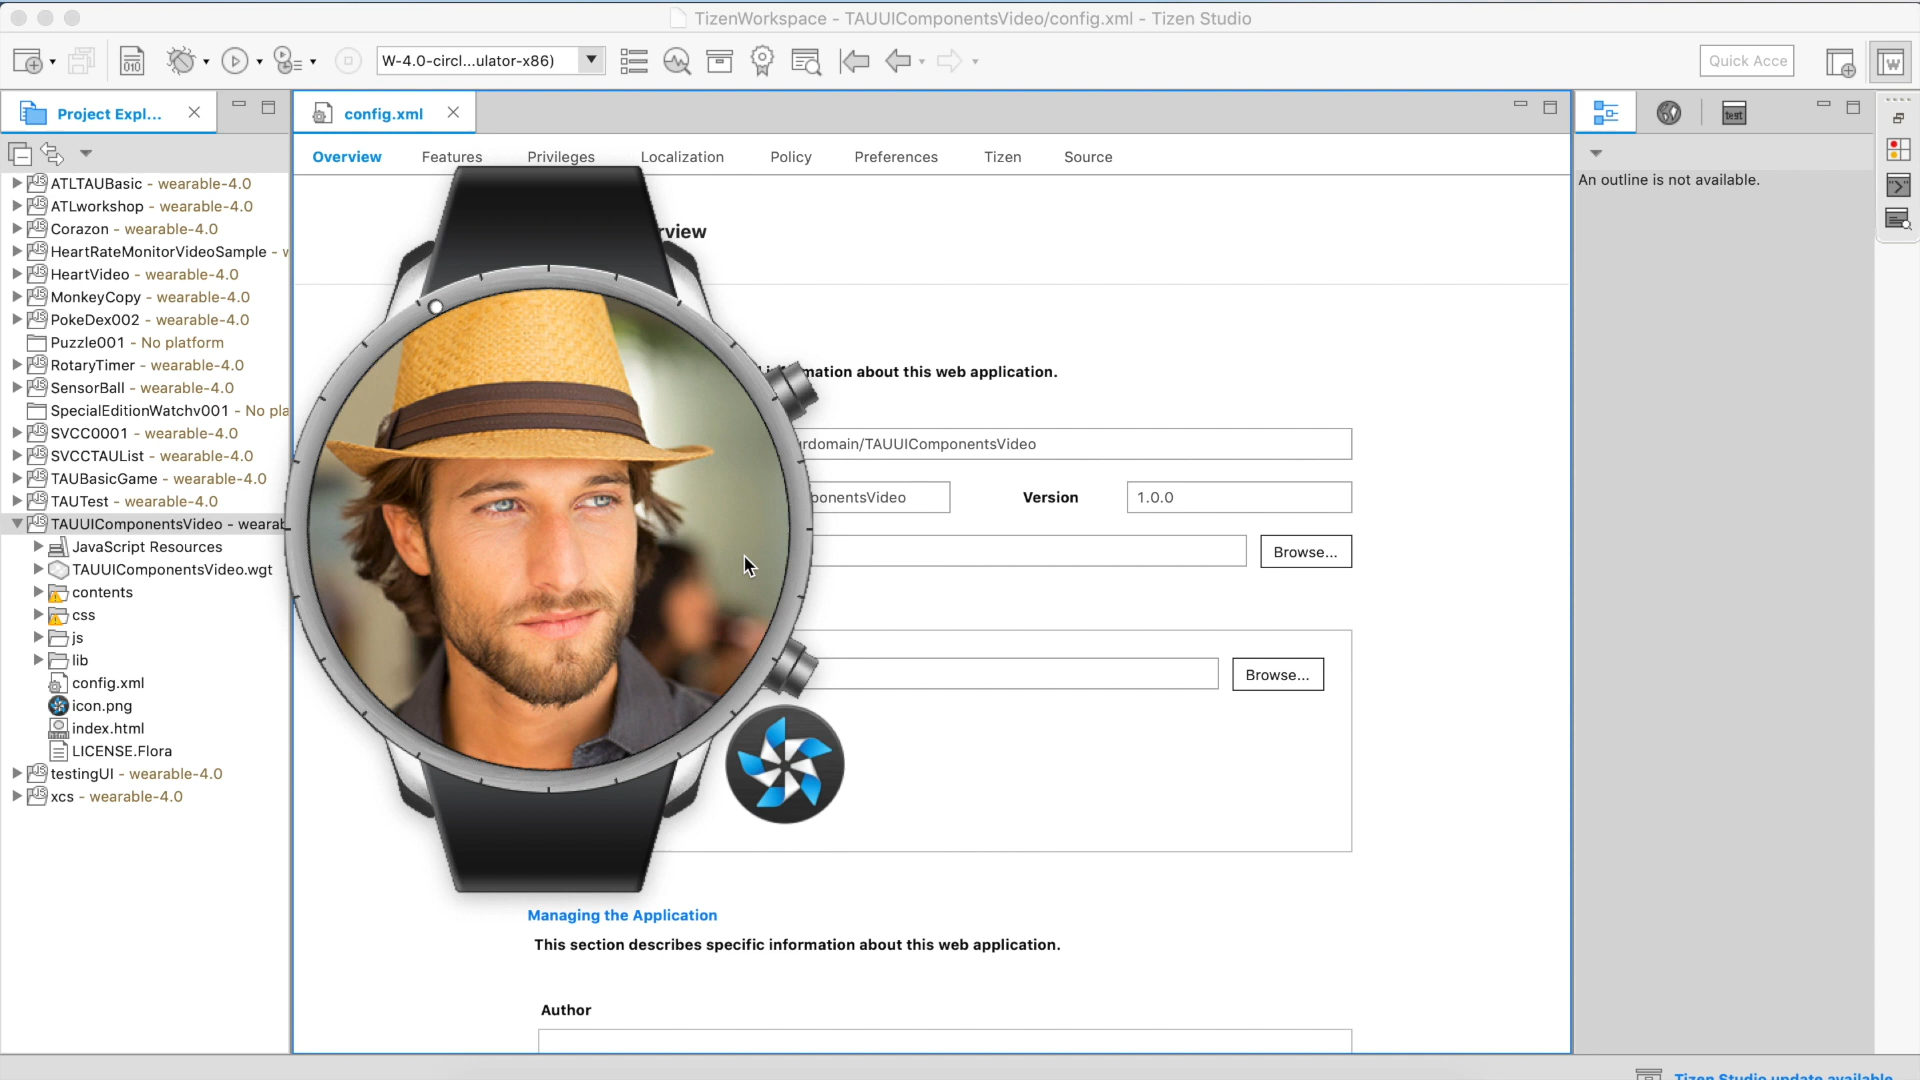 TizenWorkspace - TAUUIComponentsVideo/config.xml - Tizen Studio
010
W-4.0-circl...ulator-x86)
Quick Acce
W
Project Expl...
config.xml
test
Overview Features Privileges Localization Policy Preferences Tizen Source
An outline is not available.
ATLTAUBasic - wearable-4.0
ATLworkshop - wearable-4.0
Corazon - wearable-4.0
HeartRateMonitorVideoSample - w
HeartVideo - wearable-4.0
MonkeyCopy - wearable-4.0
PokeDex002 - wearable-4.0
Puzzle001 - No platform
RotaryTimer - wearable-4.0
SensorBall - wearable-4.0
SpecialEditionWatchv001 - No pla
SVCC0001 - wearable-4.0
SVCCTAUList - wearable-4.0
TAUBasicGame - wearable-4.0
TAUTest - wearable-4.0
TAUUIComponentsVideo - wearab
JavaScript Resources
TAUUIComponentsVideo.wgt
contents
css
js
lib
config.xml
icon.png
index.html
LICENSE.Flora
testingUI - wearable-4.0
xcs - wearable-4.0
rview
mation about this web application.
rdomain/TAUUIComponentsVideo
ponentsVideo
Version
1.0.0
Browse...
Browse...
Managing the Application
This section describes specific information about this web application.
Author
Tizen Studio update available